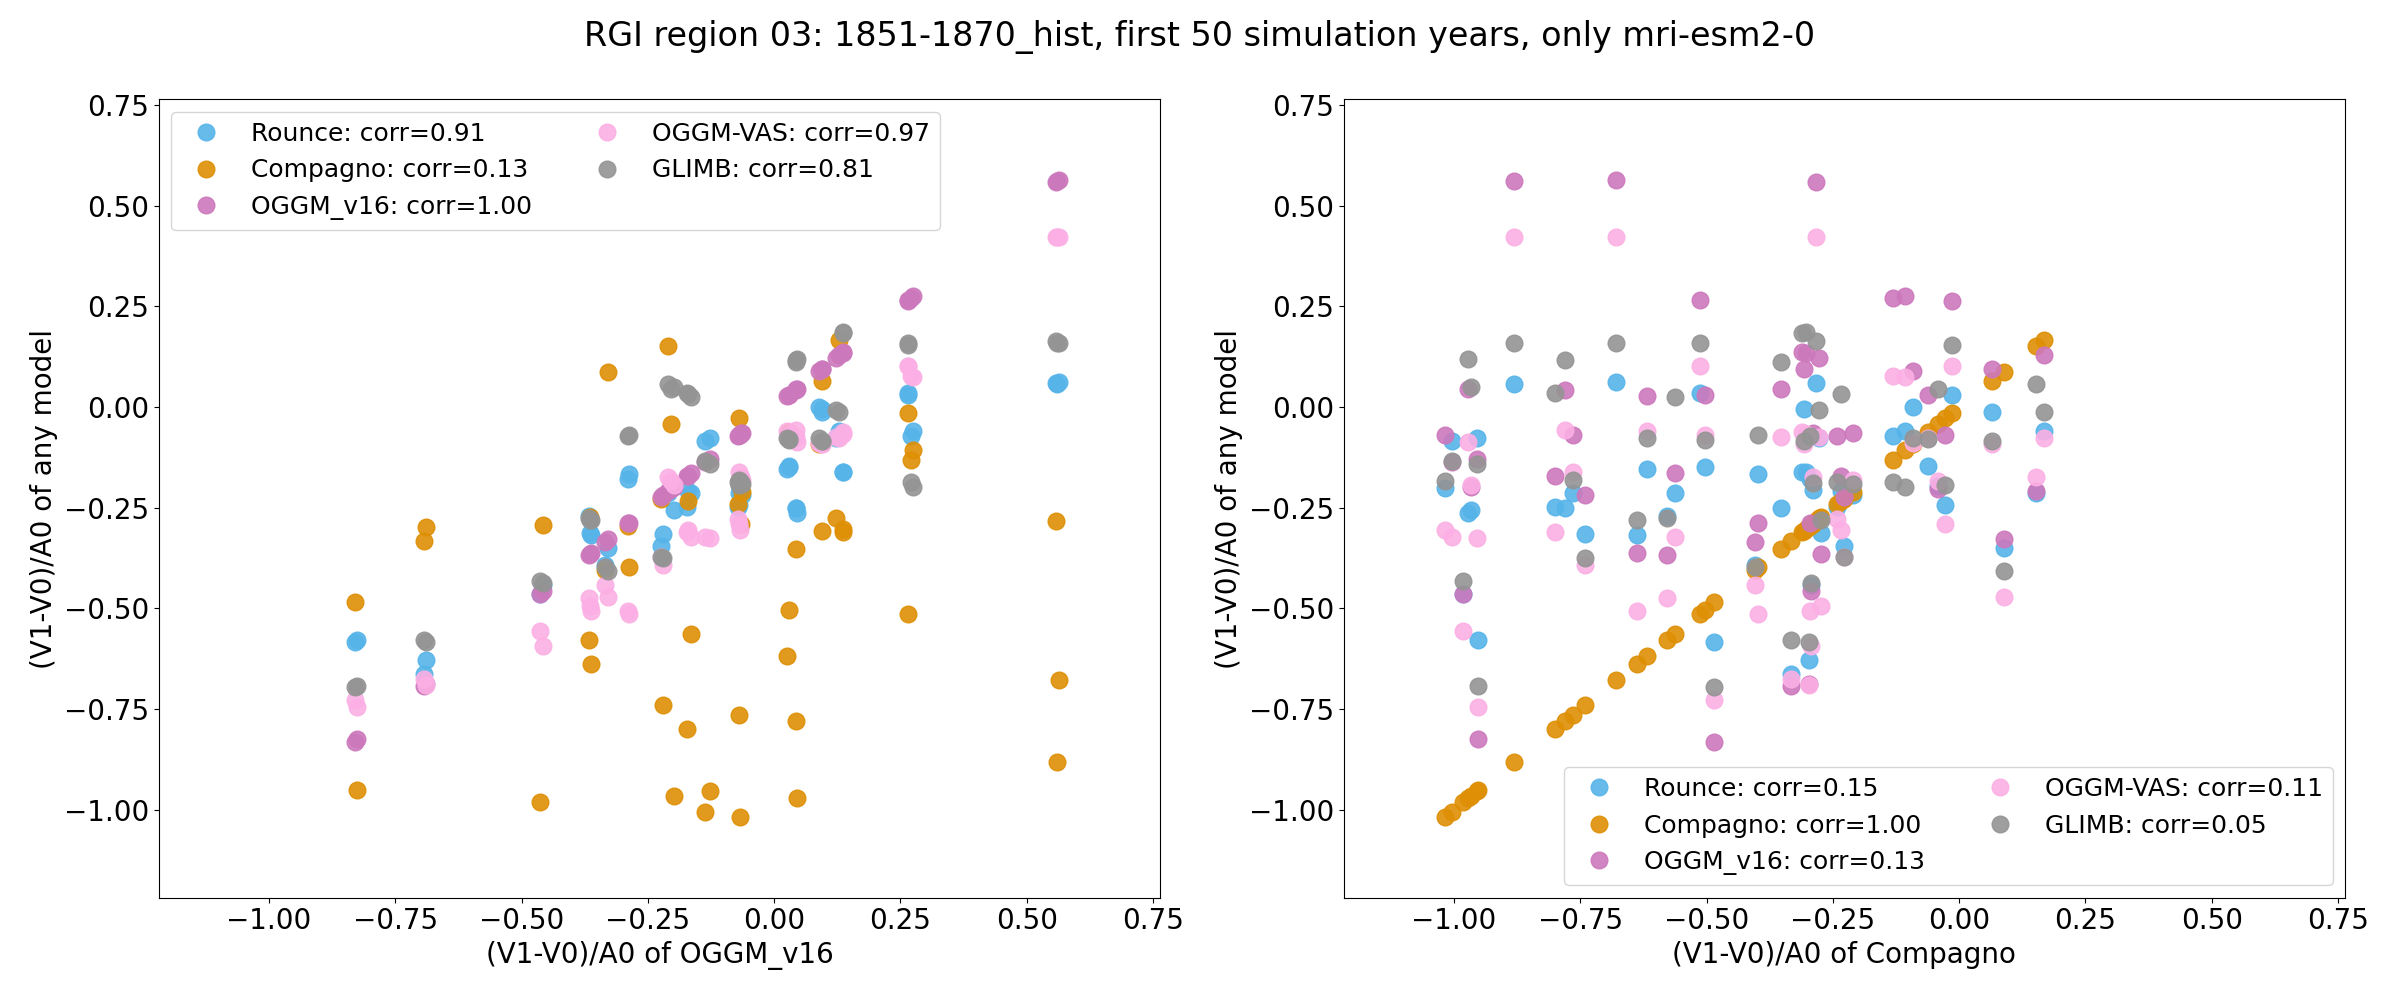 RGI region 03: 1851-1870_hist, first 50 simulation years, only mri-esm2-0
Rounce: corr=0.91
Compagno: corr=0.13
OGGM_v16: corr=1.00
OGGM-VAS: corr=0.97
GLIMB: corr=0.81
(V1-V0)/A0 of any model
0.75
0.50
0.25
0.00
−0.25
−0.50
−0.75
−1.00
−1.00 −0.75 −0.50 −0.25 0.00 0.25 0.50 0.75
(V1-V0)/A0 of OGGM_v16
(V1-V0)/A0 of any model
0.75
0.50
0.25
0.00
−0.25
−0.50
−0.75
−1.00
Rounce: corr=0.15
Compagno: corr=1.00
OGGM_v16: corr=0.13
OGGM-VAS: corr=0.11
GLIMB: corr=0.05
−1.00 −0.75 −0.50 −0.25 0.00 0.25 0.50 0.75
(V1-V0)/A0 of Compagno